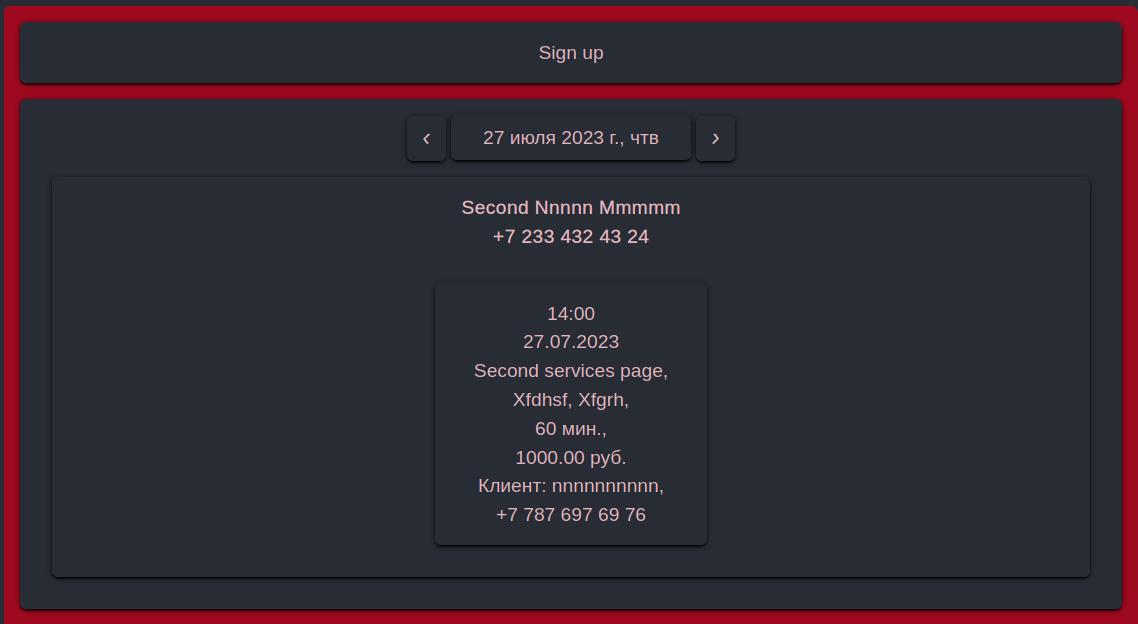 Sign up
‹ 27 июля 2023 г., чтв ›
Second Nnnnn Mmmmm
+7 233 432 43 24
14:00
27.07.2023
Second services page,
Xfdhsf, Xfgrh,
60 мин.,
1000.00 руб.
Клиент: nnnnnnnnnn,
+7 787 697 69 76